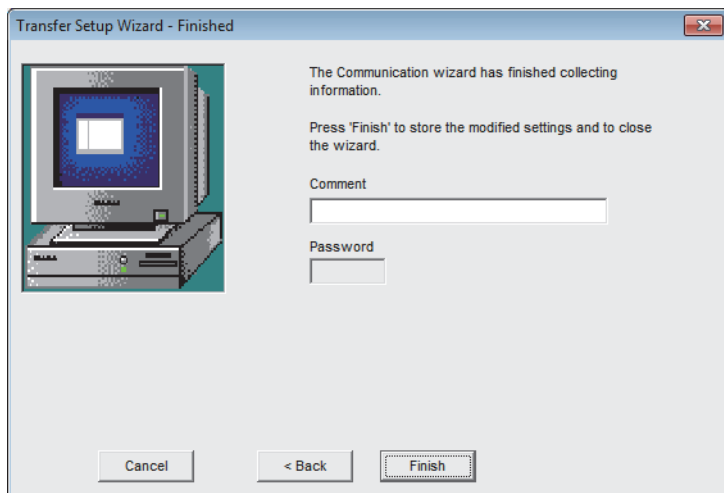 Transfer Setup Wizard - Finished
The Communication wizard has finished collecting
information.
Press 'Finish' to store the modified settings and to close
the wizard.
Comment
Password
Cancel
< Back
Finish